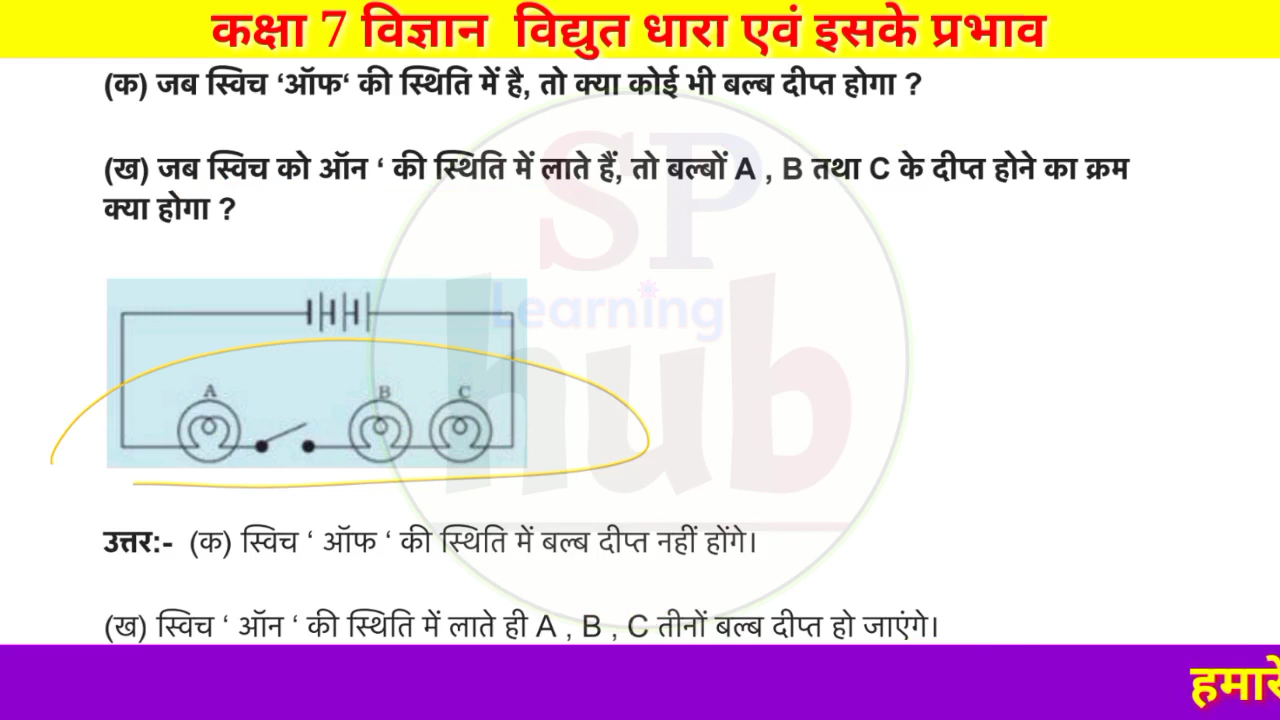 कक्षा 7 विज्ञान विद्युत धारा एवं इसके प्रभाव
(क) जब स्विच ‘ऑफ‘ की स्थिति में है, तो क्या कोई भी बल्ब दीप्त होगा ?
(ख) जब स्विच को ऑन ‘ की स्थिति में लाते हैं, तो बल्बों A , B तथा C के दीप्त होने का क्रम
क्या होगा ?
SP
Learning
hub
A B C
उत्तर:- (क) स्विच ‘ ऑफ ‘ की स्थिति में बल्ब दीप्त नहीं होंगे।
(ख) स्विच ‘ ऑन ‘ की स्थिति में लाते ही A , B , C तीनों बल्ब दीप्त हो जाएंगे।
हमारे